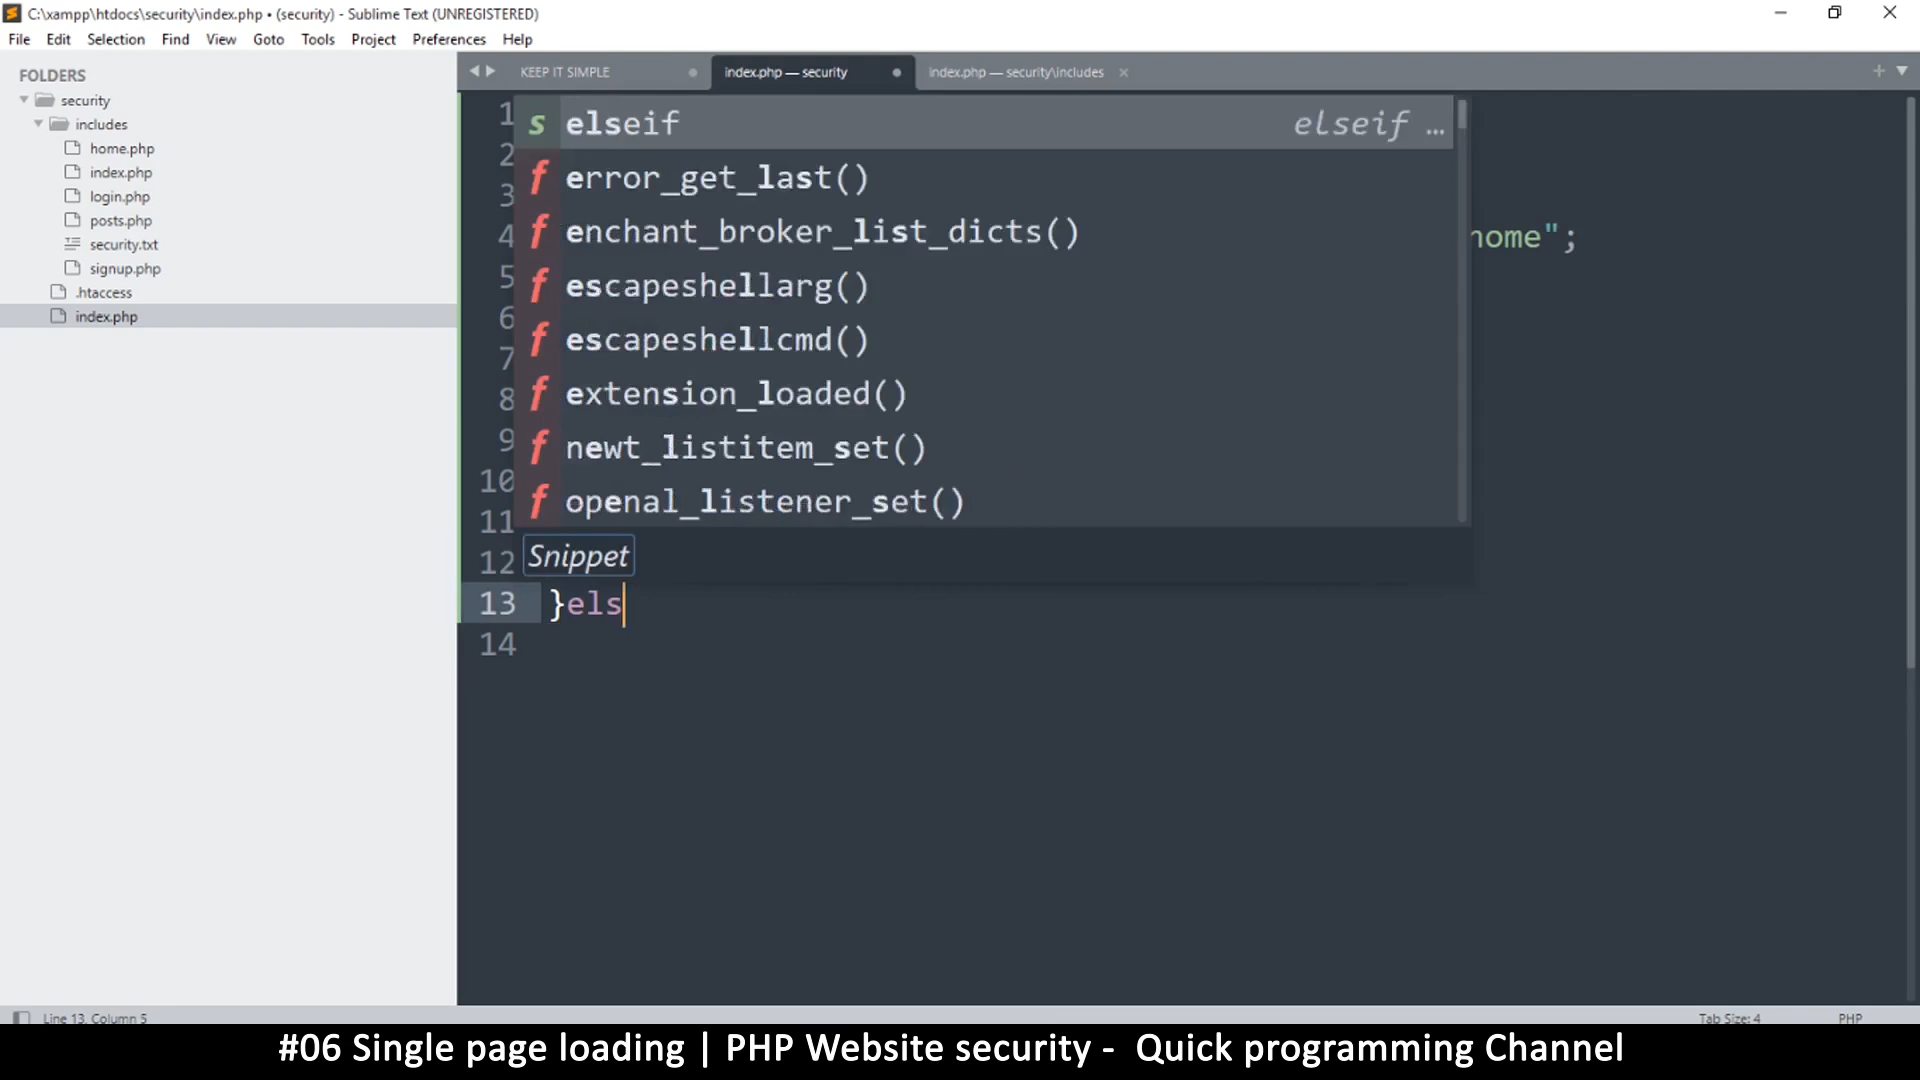 C:\xampp\htdocs\security\index.php • (security) - Sublime Text (UNREGISTERED)
File Edit Selection Find View Goto Tools Project Preferences Help
FOLDERS
security
includes
home.php
index.php
login.php
posts.php
security.txt
signup.php
.htaccess
index.php
KEEP IT SIMPLE
index.php — security
index.php — security\includes
1
2
3
4 home";
5
6
7
8
9
10
11
12
13 }els
14
s elseif elseif ...
f error_get_last()
f enchant_broker_list_dicts()
f escapeshellarg()
f escapeshellcmd()
f extension_loaded()
f newt_listitem_set()
f openal_listener_set()
Snippet
Line 13, Column 5 Tab Size: 4 PHP
#06 Single page loading | PHP Website security - Quick programming Channel